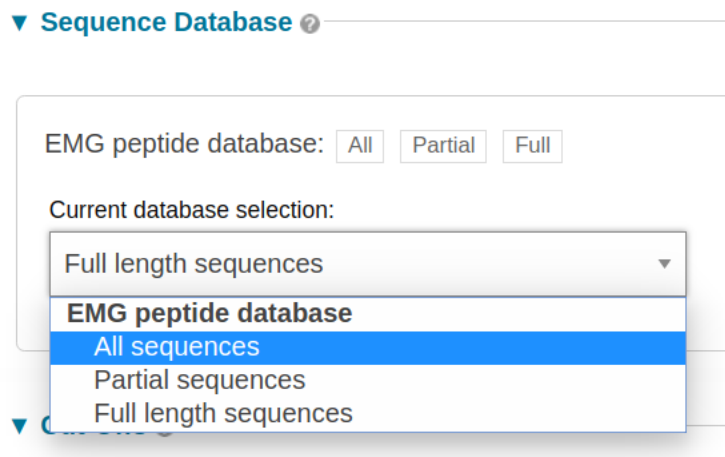 Sequence Database
EMG peptide database: All Partial Full
Current database selection:
Full length sequences
EMG peptide database
All sequences
Partial sequences
Full length sequences